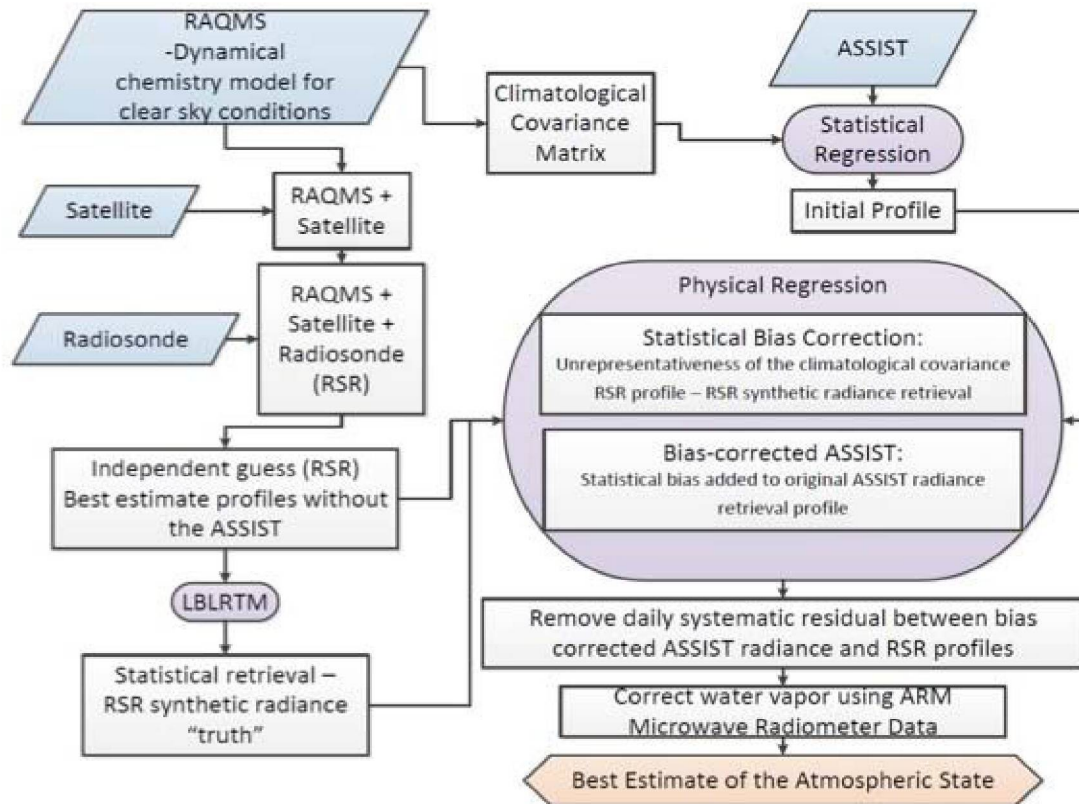 RAQMS
-Dynamical
chemistry model for
clear sky conditions
Climatological
Covariance
Matrix
ASSIST
Statistical
Regression
Initial Profile
Satellite
RAQMS +
Satellite
Radiosonde
RAQMS +
Satellite +
Radiosonde
(RSR)
Independent guess (RSR)
Best estimate profiles without
the ASSIST
LBLRTM
Statistical retrieval –
RSR synthetic radiance
“truth”
Physical Regression
Statistical Bias Correction:
Unrepresentativeness of the climatological covariance
RSR profile – RSR synthetic radiance retrieval
Bias-corrected ASSIST:
Statistical bias added to original ASSIST radiance
retrieval profile
Remove daily systematic residual between bias
corrected ASSIST radiance and RSR profiles
Correct water vapor using ARM
Microwave Radiometer Data
Best Estimate of the Atmospheric State